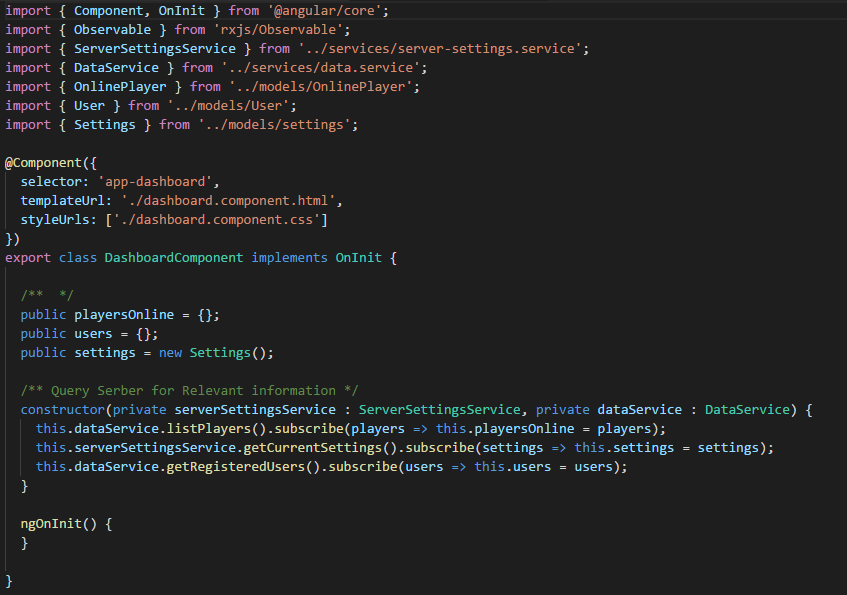 import { Component, OnInit } from '@angular/core';
import { Observable } from 'rxjs/Observable';
import { ServerSettingsService } from '../services/server-settings.service';
import { DataService } from '../services/data.service';
import { OnlinePlayer } from '../models/OnlinePlayer';
import { User } from '../models/User';
import { Settings } from '../models/settings';

@Component({
  selector: 'app-dashboard',
  templateUrl: './dashboard.component.html',
  styleUrls: ['./dashboard.component.css']
})
export class DashboardComponent implements OnInit {

  /**  */
  public playersOnline = {};
  public users = {};
  public settings = new Settings();

  /** Query Serber for Relevant information */
  constructor(private serverSettingsService : ServerSettingsService, private dataService : DataService) {
    this.dataService.listPlayers().subscribe(players => this.playersOnline = players);
    this.serverSettingsService.getCurrentSettings().subscribe(settings => this.settings = settings);
    this.dataService.getRegisteredUsers().subscribe(users => this.users = users);
  }

  ngOnInit() {
  }

}